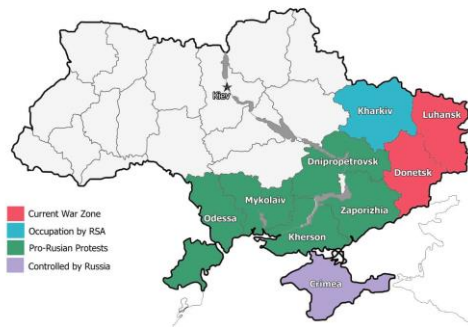 Kiev
Kharkiv
Luhansk
Dnipropetrovsk
Donetsk
Mykolaiv
Odessa
Zaporizhia
Kherson
Crimea
Current War Zone
Occupation by RSA
Pro-Rusian Protests
Controlled by Russia